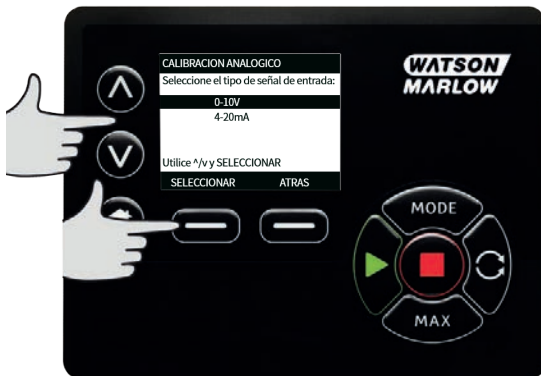 CALIBRACION ANALOGICO
Seleccione el tipo de señal de entrada:
0-10V
4-20mA
Utilice ^/v y SELECCIONAR
SELECCIONAR ATRAS
WATSON
MARLOW
MODE
MAX